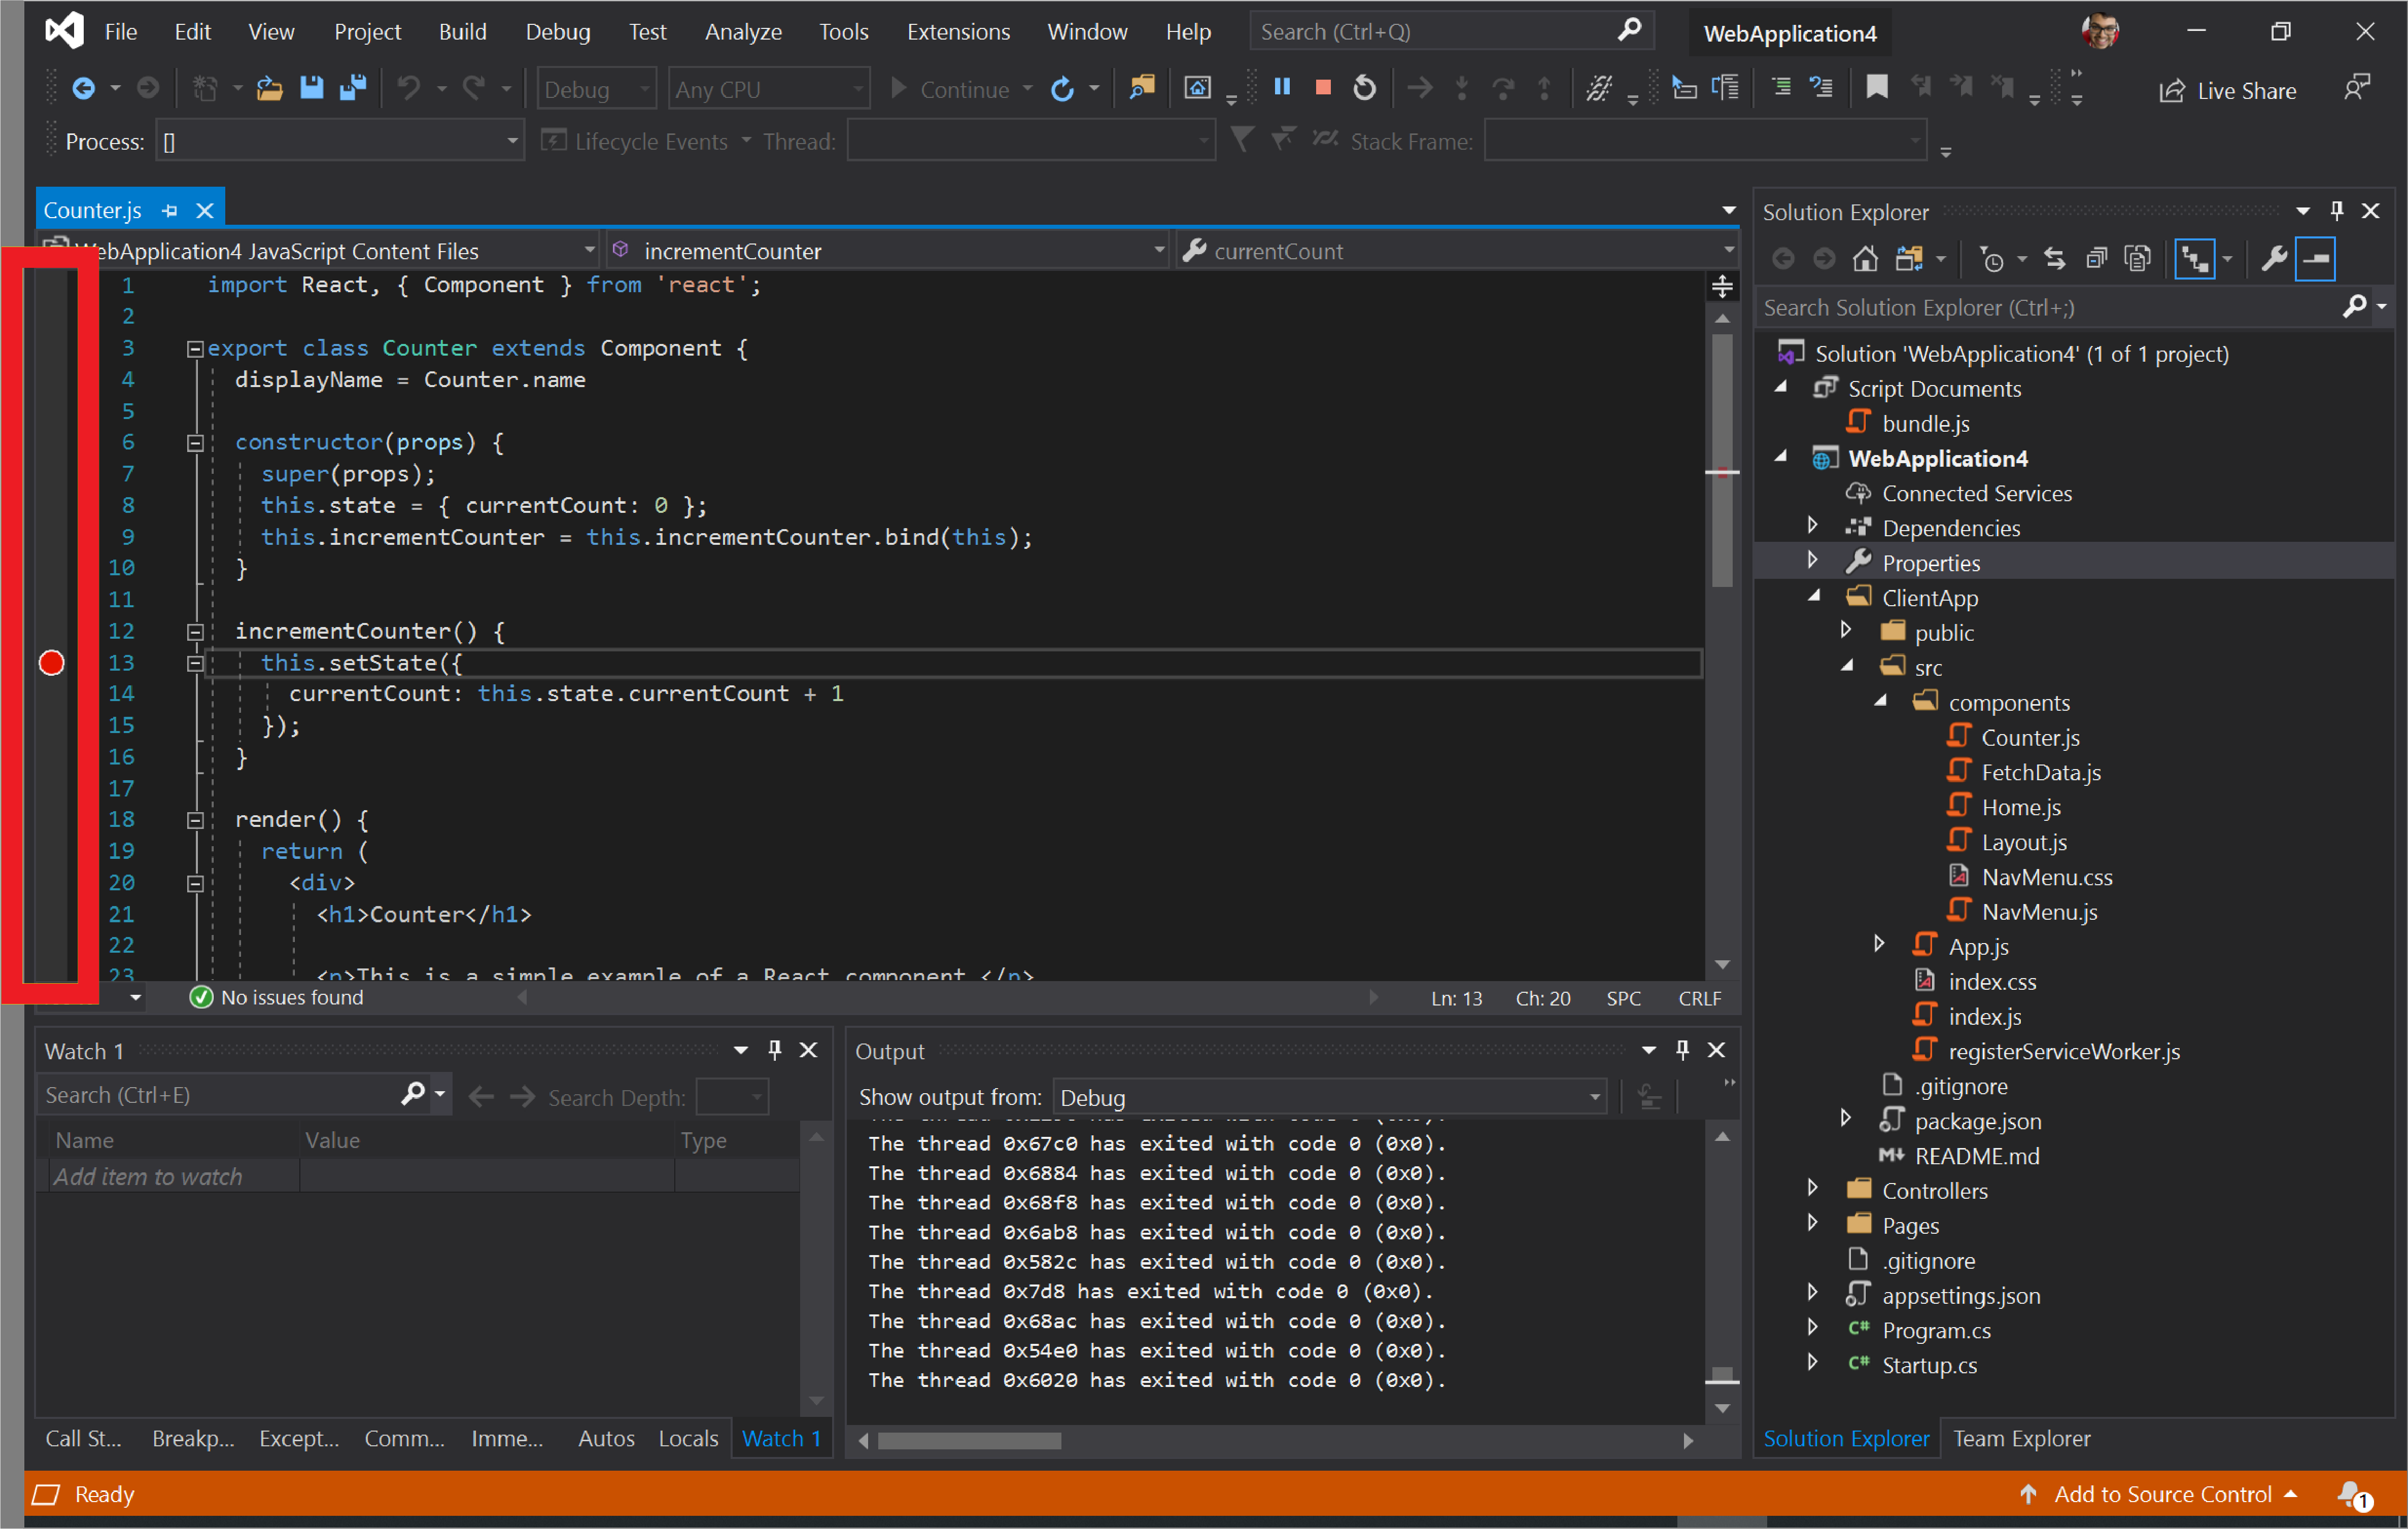 File Edit View Project Build Debug Test Analyze Tools Extensions Window Help Search (Ctrl+Q) WebApplication4
Debug Any CPU Continue Live Share
Process: [] Lifecycle Events Thread: Stack Frame:
Counter.js
WebApplication4 JavaScript Content Files incrementCounter currentCount
1 import React, { Component } from 'react';
2
3 export class Counter extends Component {
4 displayName = Counter.name
5
6 constructor(props) {
7 super(props);
8 this.state = { currentCount: 0 };
9 this.incrementCounter = this.incrementCounter.bind(this);
10 }
11
12 incrementCounter() {
13 this.setState({
14 currentCount: this.state.currentCount + 1
15 });
16 }
17
18 render() {
19 return (
20 <div>
21 <h1>Counter</h1>
22
23 <p>This is a simple example of a React component.</p>
No issues found Ln: 13 Ch: 20 SPC CRLF
Watch 1
Search (Ctrl+E) Search Depth:
Name Value Type
Add item to watch
Call St... Breakp... Except... Comm... Imme... Autos Locals Watch 1
Output
Show output from: Debug
The thread 0x67c0 has exited with code 0 (0x0).
The thread 0x6884 has exited with code 0 (0x0).
The thread 0x68f8 has exited with code 0 (0x0).
The thread 0x6ab8 has exited with code 0 (0x0).
The thread 0x582c has exited with code 0 (0x0).
The thread 0x7d8 has exited with code 0 (0x0).
The thread 0x68ac has exited with code 0 (0x0).
The thread 0x54e0 has exited with code 0 (0x0).
The thread 0x6020 has exited with code 0 (0x0).
Solution Explorer
Search Solution Explorer (Ctrl+;)
Solution 'WebApplication4' (1 of 1 project)
Script Documents
bundle.js
WebApplication4
Connected Services
Dependencies
Properties
ClientApp
public
src
components
Counter.js
FetchData.js
Home.js
Layout.js
NavMenu.css
NavMenu.js
App.js
index.css
index.js
registerServiceWorker.js
.gitignore
package.json
README.md
Controllers
Pages
.gitignore
appsettings.json
C# Program.cs
C# Startup.cs
Solution Explorer Team Explorer
Ready Add to Source Control 1